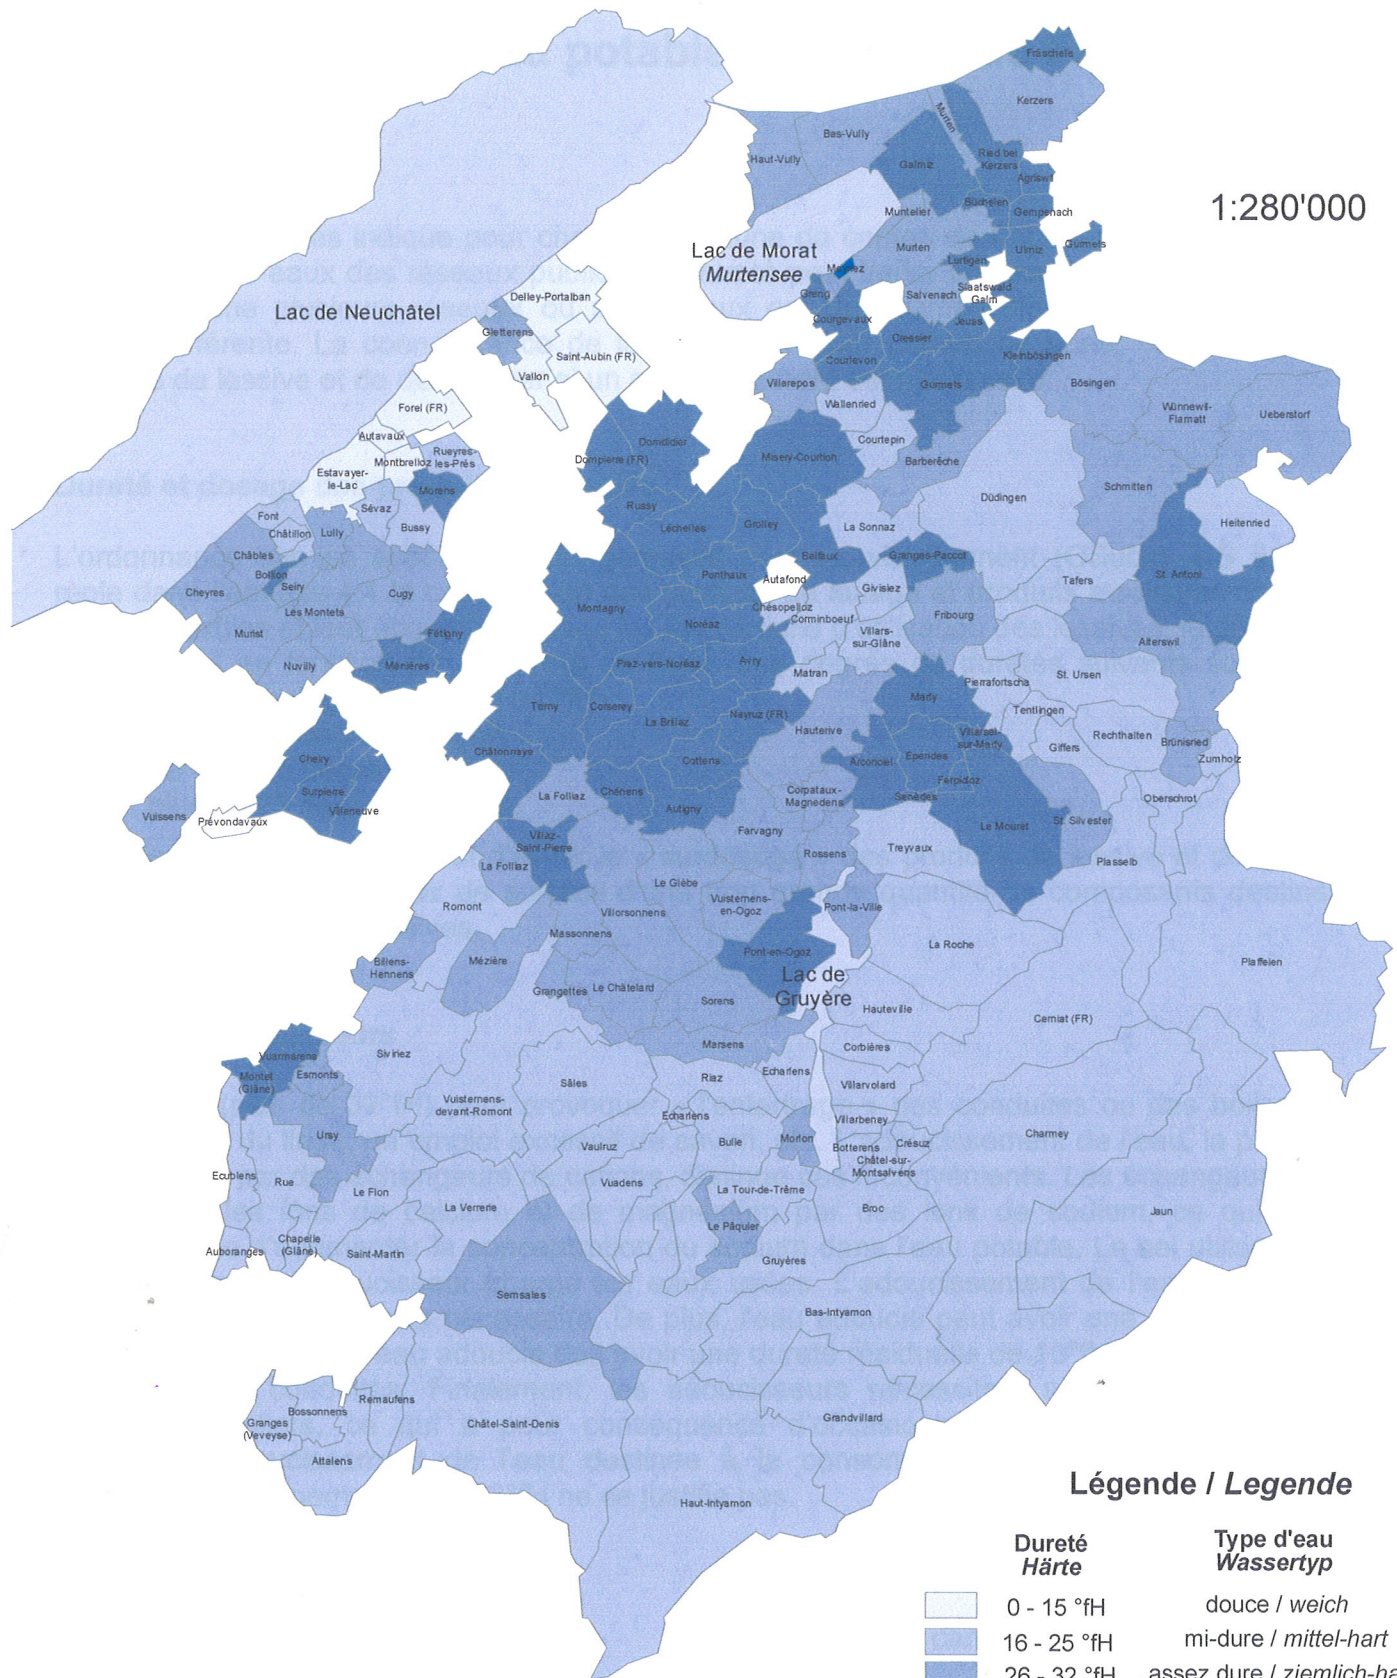 Fräschels
Kerzers
Murten
Bas-Vully
Haut-Vully
Galmiz
Ried bei
Kerzers
Agriswil
Büchslen
Gempenach
1:280'000
Muntelier
Murten
Lurtigen
Ulmiz
Gurmels
Lac de Morat
Murtensee
Greng
Courgevaux
Salvenach
Staatswald
Galm
Jeuss
Cressier
Lac de Neuchâtel
Delley-Portalban
Gletterens
Saint-Aubin (FR)
Vallon
Courlevon
Kleinbösingen
Villarepos
Gurmels
Bösingen
Wünnewil-
Flamatt
Ueberstorf
Wallenried
Forel (FR)
Autavaux
Montbrelloz
Rueyres-
les-Prés
Estavayer-
le-Lac
Morens
Domdidier
Dompierre (FR)
Misery-Courtion
Courtepin
Barberêche
Düdingen
Schmitten
Heitenried
Font
Sévaz
Châtillon
Lully
Bussy
Russy
Léchelles
Grolley
La Sonnaz
Châbles
Bollion
Seiry
Cheyres
Cugy
Les Montets
Murist
Nuvilly
Fétigny
Ménières
Ponthaux
Autafond
Belfaux
Granges-Paccot
Givisiez
Tafers
St. Antoni
Montagny
Noréaz
Chésopelloz
Corminboeuf
Villars-
sur-Glâne
Fribourg
Alterswil
Prez-vers-Noréaz
Avry
Matran
Marly
Pierrafortscha
St. Ursen
Tentlingen
Torny
Corserey
La Brillaz
Neyruz (FR)
Hauterive
Villarsel-
sur-Marly
Giffers
Rechthalten
Brünisried
Zumholz
Châtonnaye
Cottens
Arconciel
Ependes
Ferpicloz
Senèdes
Cheiry
Surpierre
Villeneuve
Vuissens
Prévondavaux
La Folliaz
Chénens
Autigny
Corpataux-
Magnedens
Oberschrot
Le Mouret
St. Silvester
Plasselb
Villaz-
Saint-Pierre
Farvagny
Rossens
Treyvaux
La Folliaz
Le Glèbe
Romont
Villorsonnens
Vuisternens-
en-Ogoz
Pont-la-Ville
Massonnens
La Roche
Plaffeien
Billens-
Hennens
Mézière
Pont-en-Ogoz
Lac de
Gruyère
Grangettes
Le Châtelard
Sorens
Hauteville
Cerniat (FR)
Marsens
Corbières
Vuarmarens
Siviriez
Montet
(Glâne)
Esmonts
Sâles
Riaz
Echarlens
Villarvolard
Vuisternens-
devant-Romont
Echarlens
Villarbeney
Ursy
Vaulruz
Bulle
Morlon
Botterens
Crésuz
Charmey
Châtel-sur-
Montsalvens
Ecublens
Rue
Le Flon
Vuadens
La Tour-de-Trême
La Verrerie
Broc
Jaun
Le Pâquier
Auboranges
Chapelle
(Glâne)
Saint-Martin
Gruyères
Semsales
Bas-Intyamon
Remaufens
Bossonnens
Granges
(Veveyse)
Châtel-Saint-Denis
Grandvillard
Attalens
Haut-Intyamon
Légende / Legende
Dureté
Härte
Type d'eau
Wassertyp
0 - 15 °fH douce / weich
16 - 25 °fH mi-dure / mittel-hart
26 - 32 °fH assez dure / ziemlich-ha